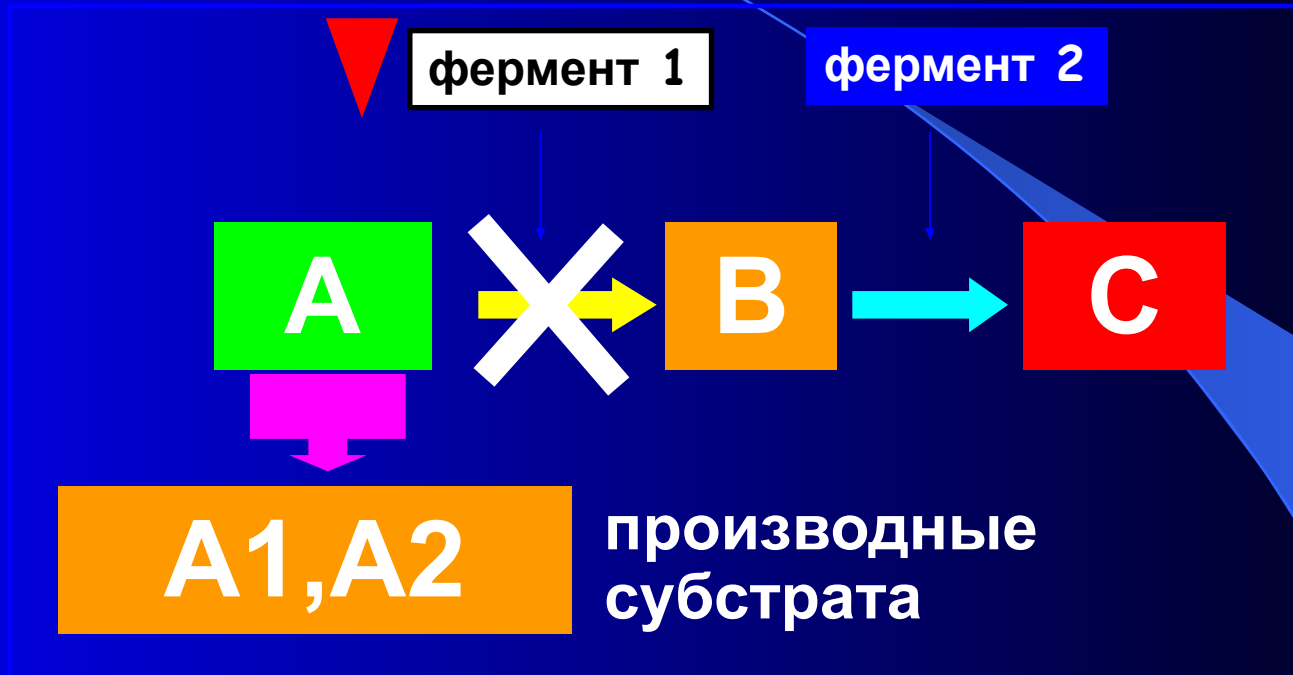 фермент 1
фермент 2
A
B
C
A1,A2
производные
субстрата